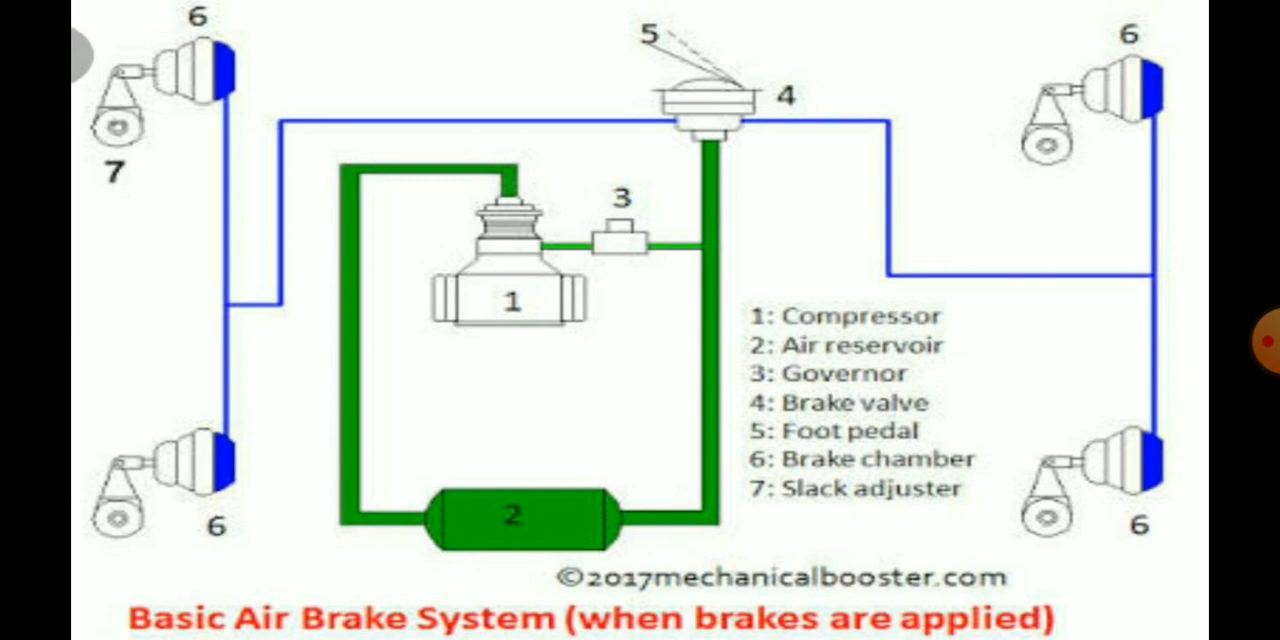 6
5
6
4
7
3
1
1: Compressor
2: Air reservoir
3: Governor
4: Brake valve
5: Foot pedal
6: Brake chamber
7: Slack adjuster
2
6
6
©2017mechanicalbooster.com
Basic Air Brake System (when brakes are applied)